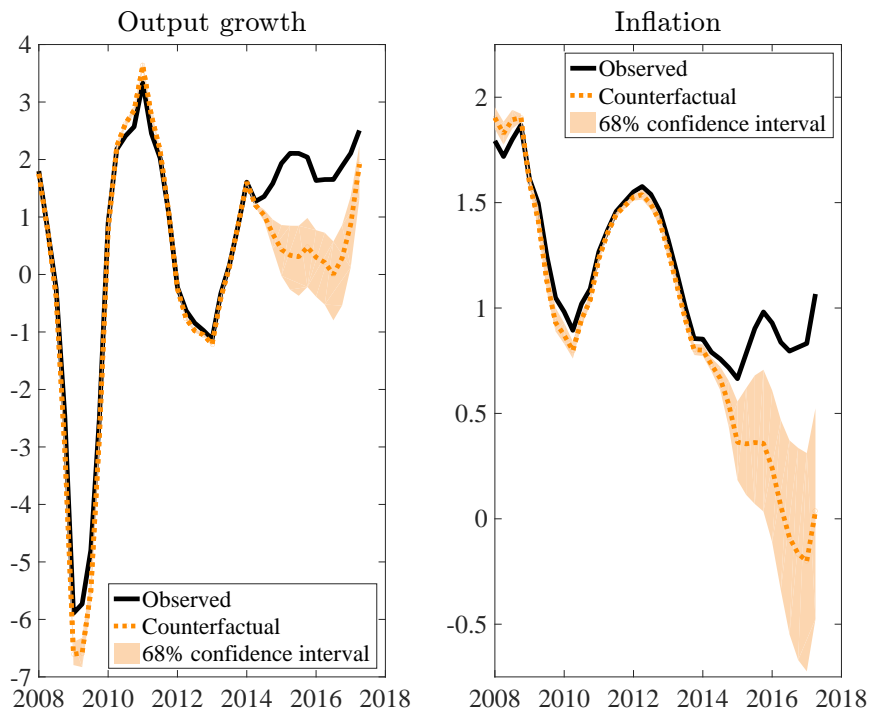 Output growth
4
3
2
1
0
-1
-2
-3
-4
-5
-6
-7
Observed
Counterfactual
68% confidence interval
2008 2010 2012 2014 2016 2018
Inflation
Observed
Counterfactual
68% confidence interval
2
1.5
1
0.5
0
-0.5
2008 2010 2012 2014 2016 2018